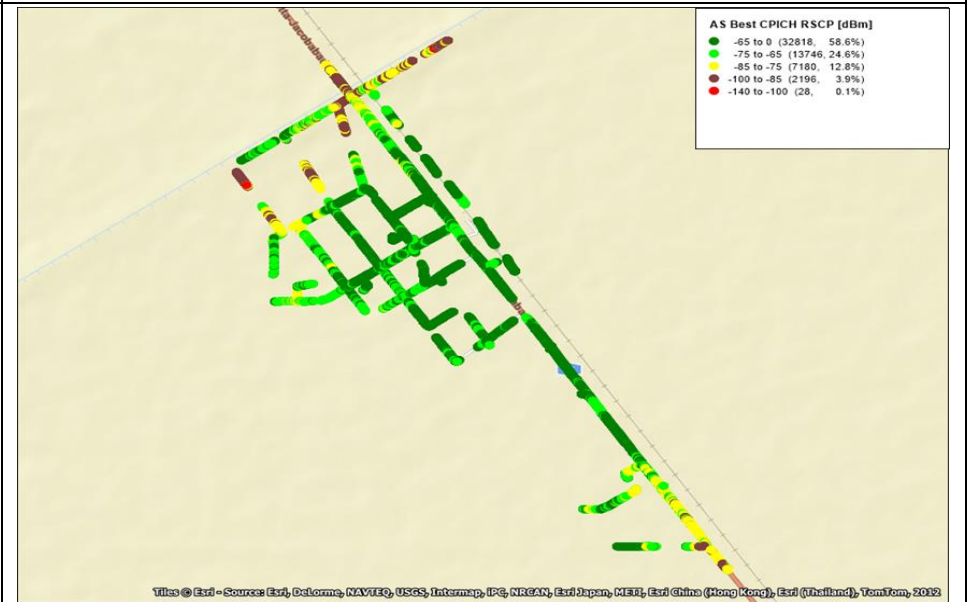 AS Best CPICH RSCP [dBm]
-65 to 0 (32818, 58.6%)
-75 to -65 (13746, 24.6%)
-85 to -75 (7180, 12.8%)
-100 to -85 (2196, 3.9%)
-140 to -100 (28, 0.1%)
Tiles © Esri - Source: Esri, DeLorme, NAVTEQ, USGS, Intermap, iPC, NRCAN, Esri Japan, METI, Esri China (Hong Kong), Esri (Thailand), TomTom, 2012